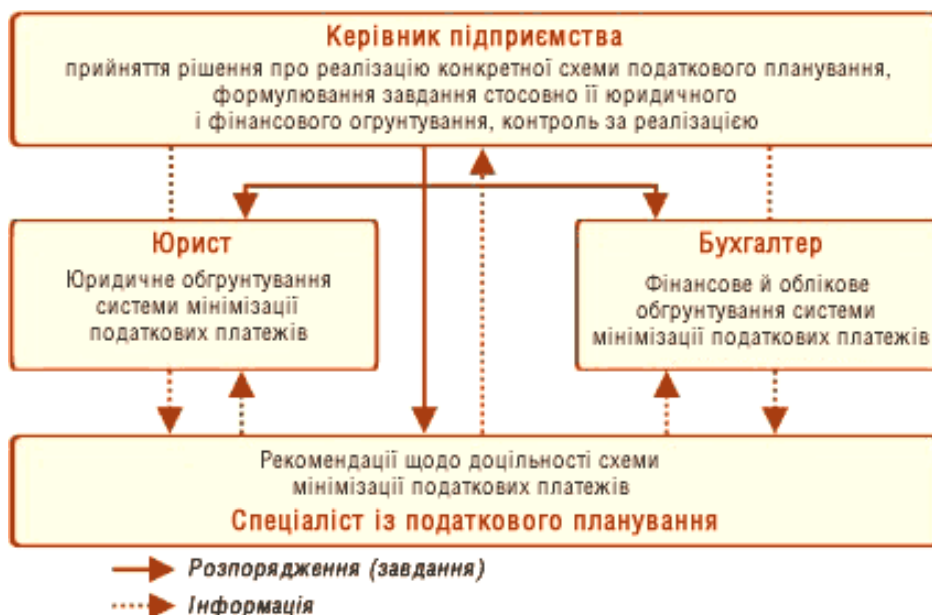 Керівник підприємства
прийняття рішення про реалізацію конкретної схеми податкового планування,
формулювання завдання стосовно її юридичного
і фінансового огрунтування, контроль за реалізацією
Юрист
Юридичне обгрунтування
системи мінімізації
податкових платежів
Бухгалтер
Фінансове й облікове
обгрунтування системи
мінімізації податкових платежів
Рекомендації щодо доцільності схеми
мінімізації податкових платежів
Спеціаліст із податкового планування
Розпорядження (завдання)
Інформація